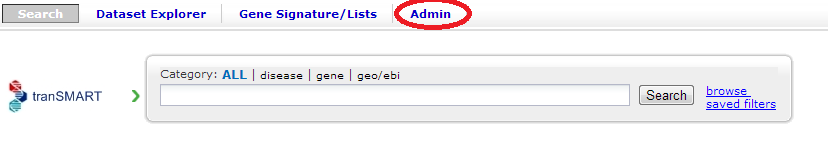 Search Dataset Explorer Gene Signature/Lists Admin
Category: ALL | disease | gene | geo/ebi
tranSMART Search browse
saved filters